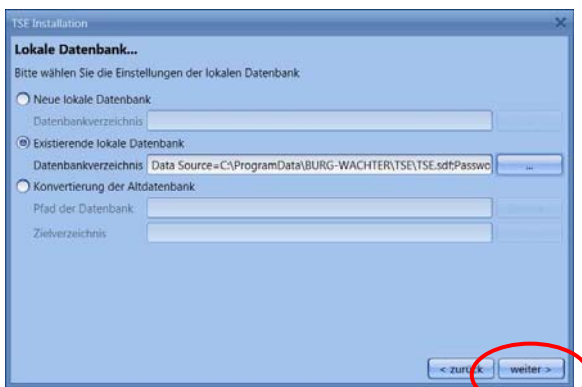 TSE Installation
Lokale Datenbank...
Bitte wählen Sie die Einstellungen der lokalen Datenbank
Neue lokale Datenbank
Datenbankverzeichnis
Existierende lokale Datenbank
Datenbankverzeichnis Data Source=C:\ProgramData\BURG-WACHTER\TSE\TSE.sdf;Passwo ...
Konvertierung der Altdatenbank
Pfad der Datenbank
Zielverzeichnis
< zurück weiter >